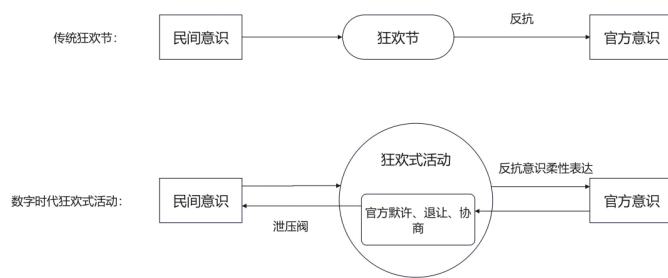 反抗
传统狂欢节：
民间意识
狂欢节
官方意识
狂欢式活动
反抗意识柔性表达
数字时代狂欢式活动：
民间意识
官方默许、退让、协
商
官方意识
泄压阀